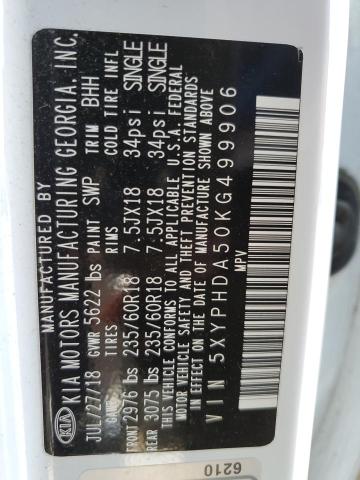 MANUFACTURED BY
KIA KIA MOTORS MANUFACTURING GEORGIA, INC.
JUL/27/18 GVWR 5622 lbs PAINT SWP TRIM BHH
GAWR TIRES RIMS COLD TIRE INFL
FRONT 2976 lbs 235/60R18 7.5JX18 34psi SINGLE
REAR 3075 lbs 235/60R18 7.5JX18 34psi SINGLE
THIS VEHICLE CONFORMS TO ALL APPLICABLE U.S.A. FEDERAL
MOTOR VEHICLE SAFETY AND THEFT PREVENTION STANDARDS
IN EFFECT ON THE DATE OF MANUFACTURE SHOWN ABOVE
VIN 5XYPHDA50KG499906
MPV
6210